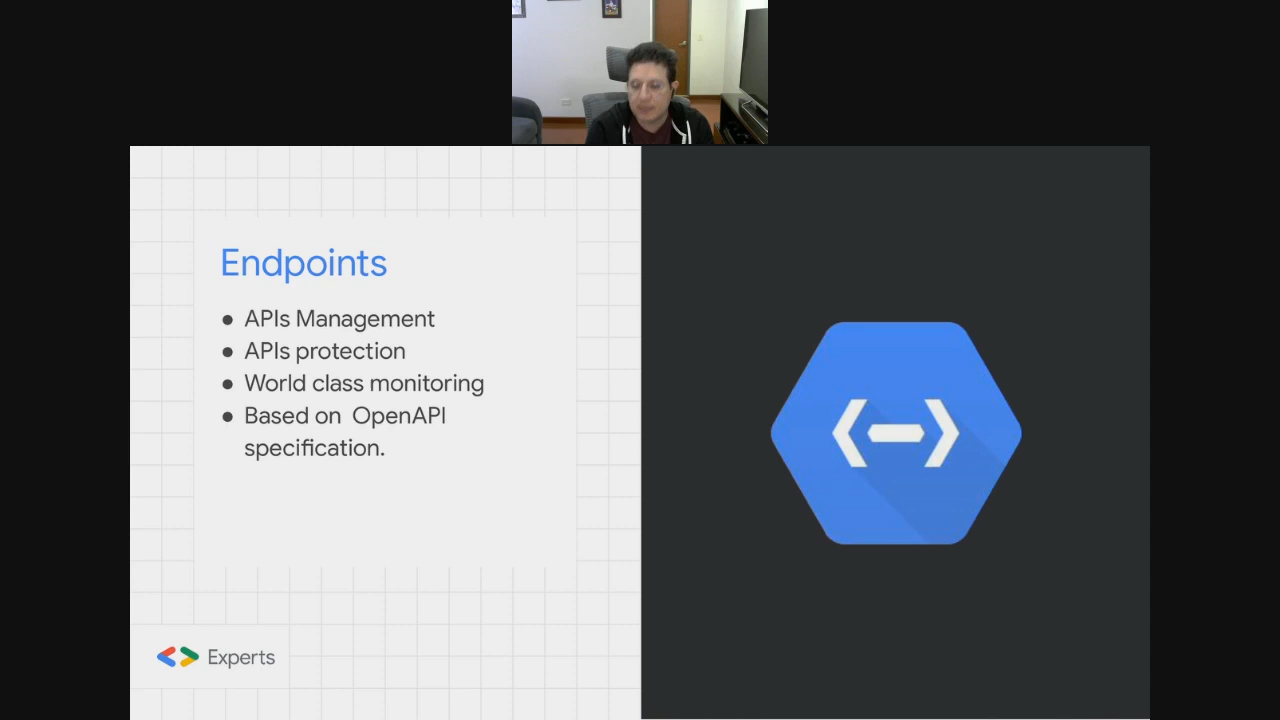 Endpoints
● APIs Management
● APIs protection
● World class monitoring
● Based on  OpenAPI
specification.
Experts